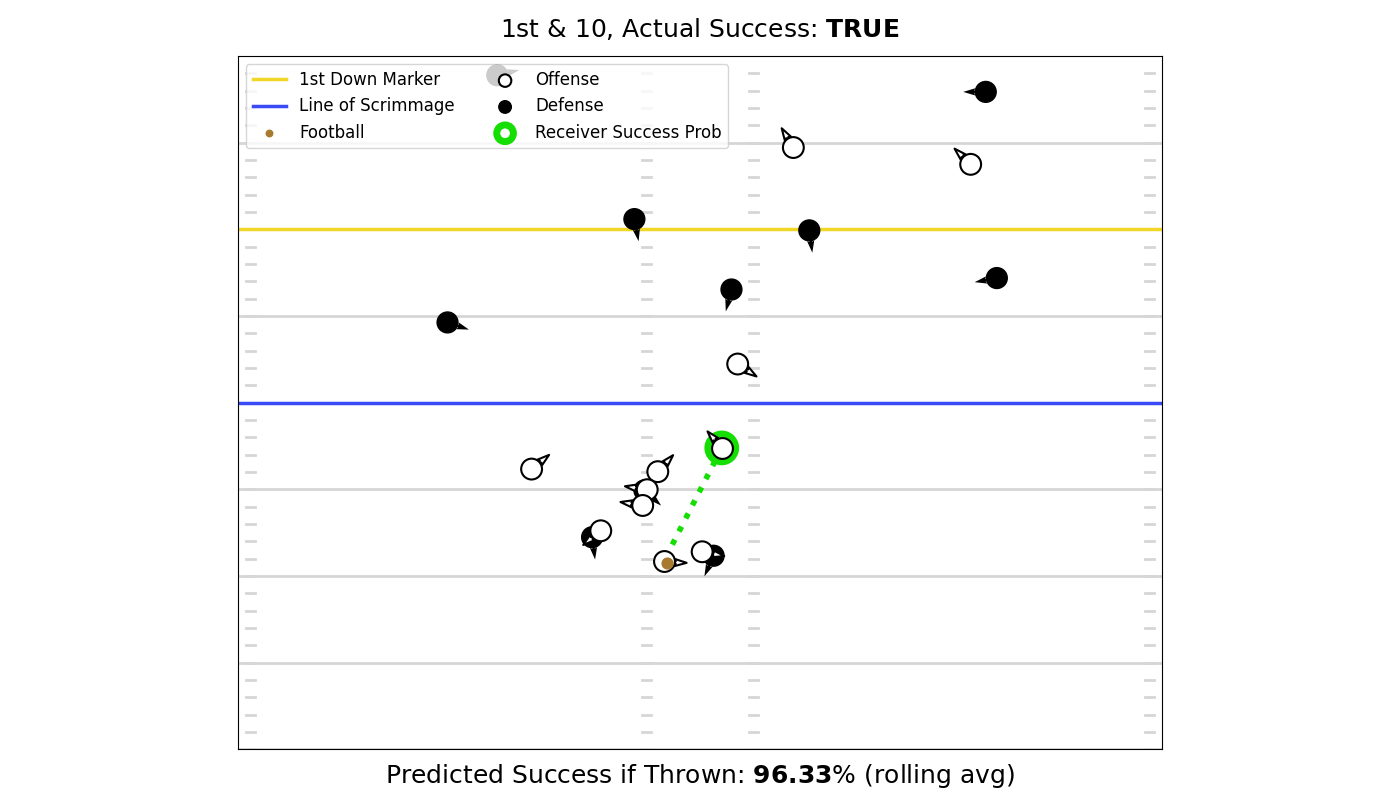 1st & 10, Actual Success: TRUE
1st Down Marker
Line of Scrimmage
Football
Offense
Defense
Receiver Success Prob
Predicted Success if Thrown: 96.33% (rolling avg)